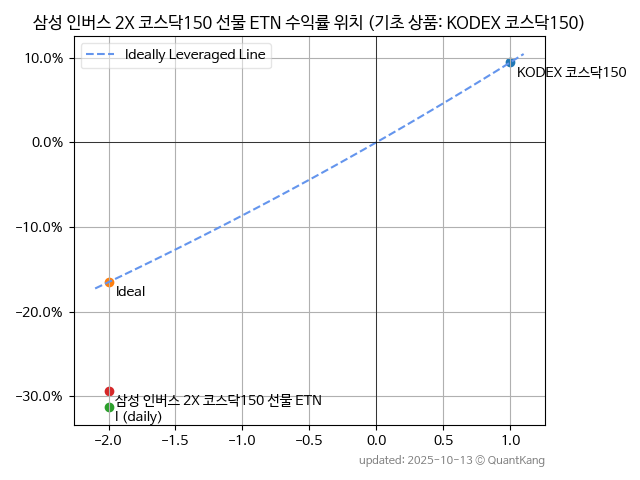 삼성 인버스 2X 코스닥150 선물 ETN 수익률 위치 (기초 상품: KODEX 코스닥150)
Ideally Leveraged Line
10.0%
KODEX 코스닥150
0.0%
-10.0%
Ideal
-20.0%
-30.0%
삼성 인버스 2X 코스닥150 선물 ETN
I (daily)
-2.0 -1.5 -1.0 -0.5 0.0 0.5 1.0
updated: 2025-10-13 © QuantKang